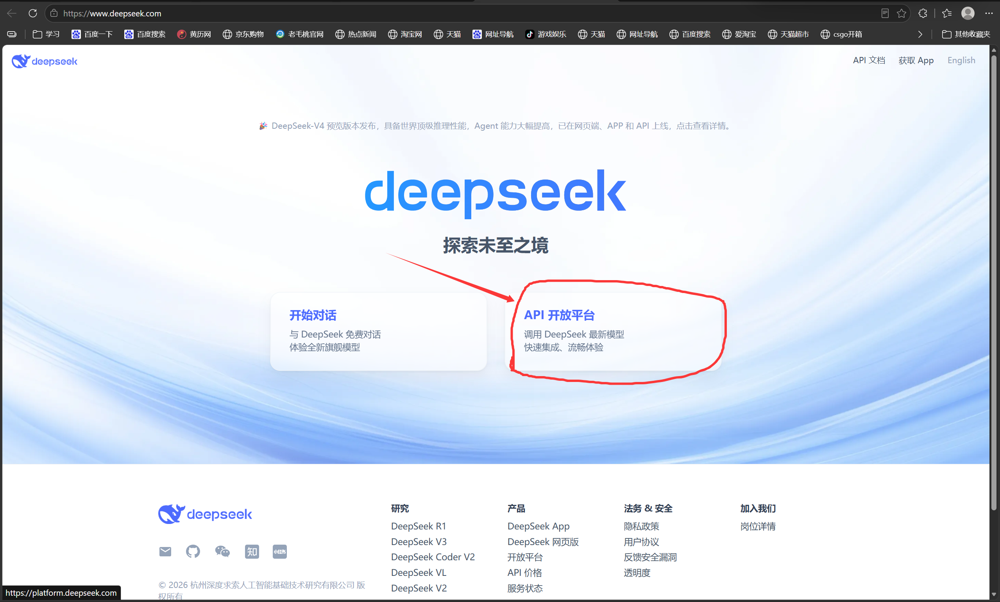 https://www.deepseek.com
学习 百度一下 百度搜索 黄历网 京东购物 老毛桃官网 热点新闻 淘宝网 天猫 网址导航 游戏娱乐 天猫 网址导航 百度搜索 爱淘宝 天猫超市 csgo开箱 其他收藏夹
deepseek API 文档 获取 App English
DeepSeek-V4 预览版本发布，具备世界顶级推理性能，Agent 能力大幅提高，已在网页端、APP 和 API 上线，点击查看详情。
deepseek
探索未至之境
开始对话
与 DeepSeek 免费对话
体验全新旗舰模型
API 开放平台
调用 DeepSeek 最新模型
快速集成、流畅体验
deepseek
知 小红书
© 2026 杭州深度求索人工智能基础技术研究有限公司 版
权所有
研究
DeepSeek R1
DeepSeek V3
DeepSeek Coder V2
DeepSeek VL
DeepSeek V2
产品
DeepSeek App
DeepSeek 网页版
开放平台
API 价格
服务状态
法务 & 安全
隐私政策
用户协议
反馈安全漏洞
透明度
加入我们
岗位详情
https://platform.deepseek.com